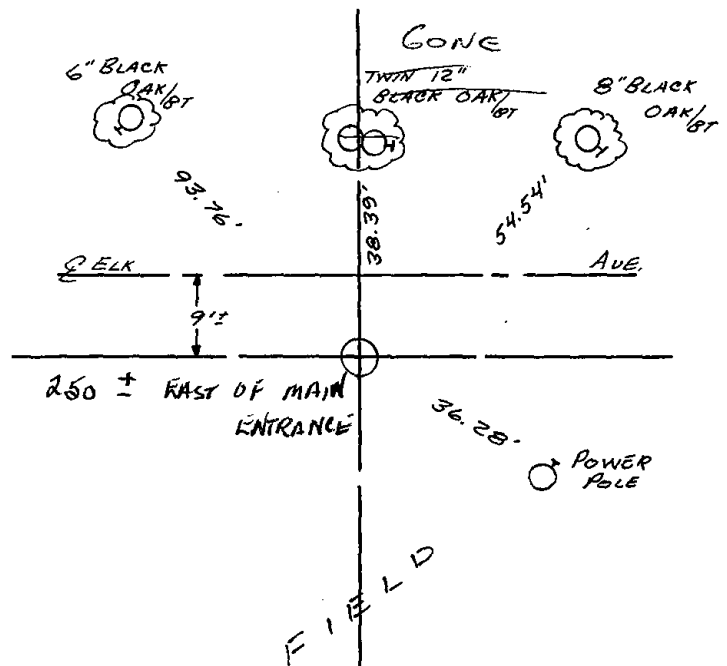 GONE
6" BLACK
OAK/BT
TWIN 12"
BLACK OAK/BT
8" BLACK
OAK/BT
93.76'
38.39'
54.54'
℄ ELK AVE.
9'±
250 ± EAST OF MAIN
ENTRANCE
36.28'
POWER
POLE
FIELD